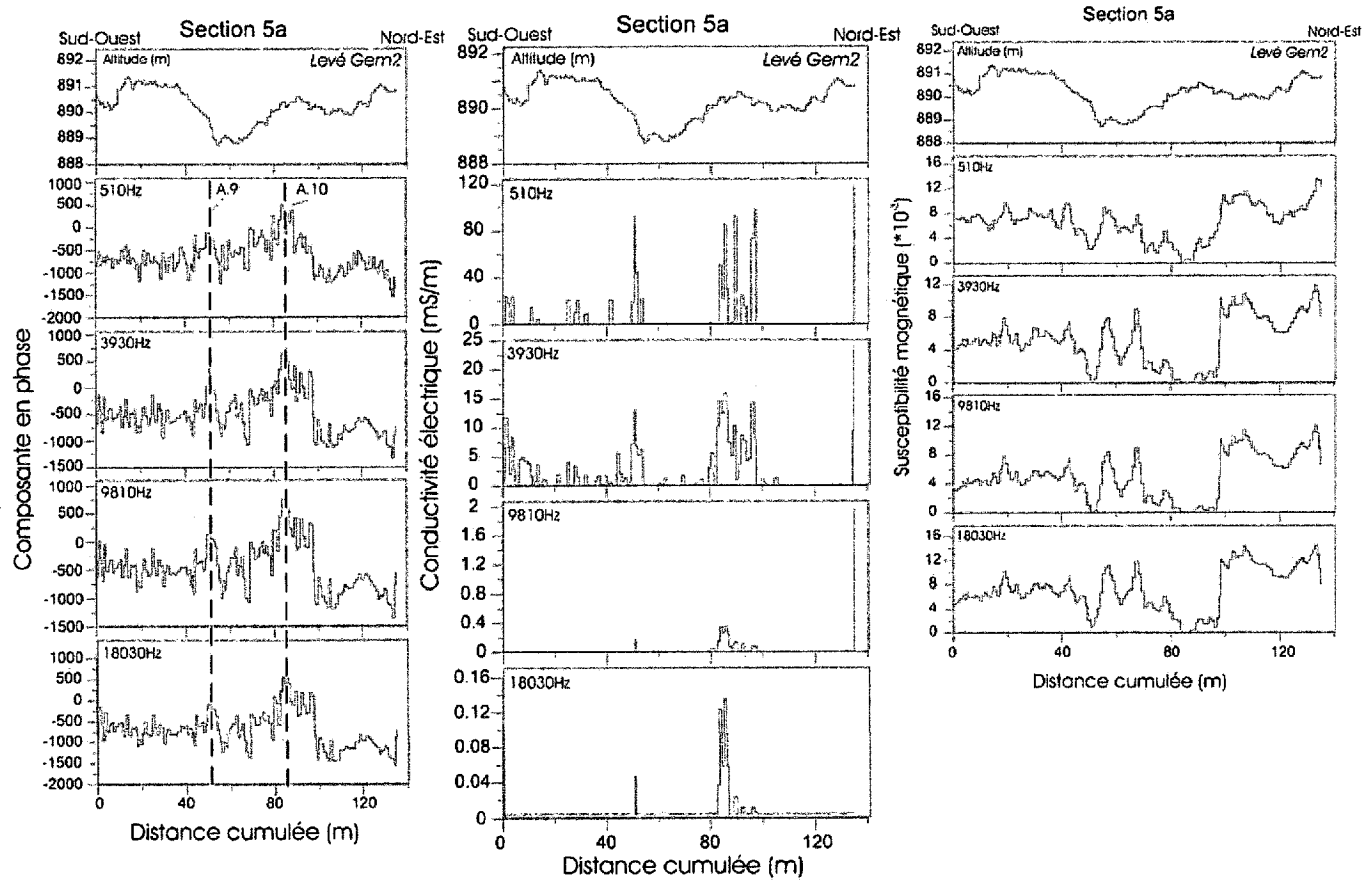 Section 5a
Sud-Ouest
Nord-Est
Altitude (m)
Levé Gem2
892
891
890
889
888
510Hz
A.9
A.10
1000
500
0
-500
-1000
-1500
-2000
3930Hz
1000
500
0
-500
-1000
-1500
9810Hz
1000
500
0
-500
-1000
-1500
18030Hz
1000
500
0
-500
-1000
-1500
-2000
0 40 80 120
Composante en phase
Distance cumulée (m)
Section 5a
Sud-Ouest
Nord-Est
Altitude (m)
Levé Gem2
892
890
888
510Hz
120
80
40
0
3930Hz
25
20
15
10
5
0
9810Hz
2
1.6
1.2
0.8
0.4
0
18030Hz
0.16
0.12
0.08
0.04
0
0 40 80 120
Conductivité électrique (mS/m)
Distance cumulée (m)
Section 5a
Sud-Ouest
Nord-Est
Altitude (m)
Levé Gem2
892
891
890
889
888
510Hz
16
12
8
4
0
3930Hz
12
8
4
0
9810Hz
16
12
8
4
0
18030Hz
16
12
8
4
0
0 40 80 120
Distance cumulée (m)
Susceptibilité magnétique